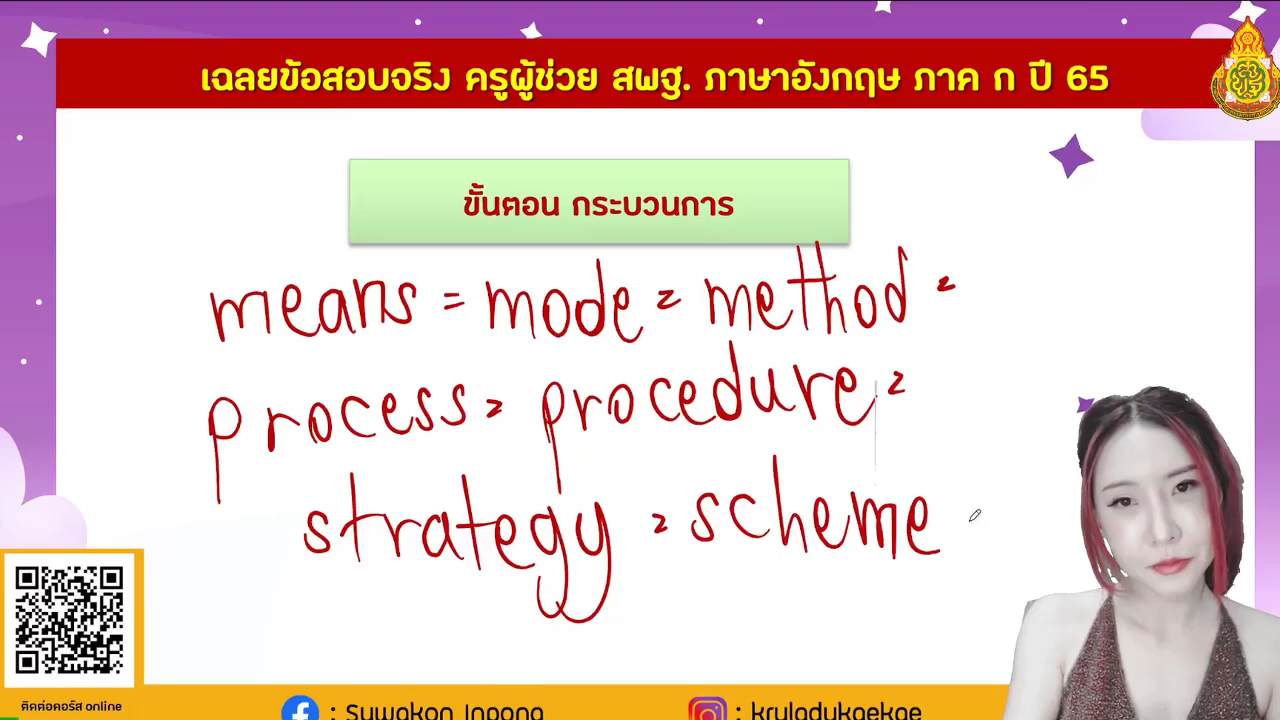 เฉลยข้อสอบจริง ครูผู้ช่วย สพฐ. ภาษาอังกฤษ ภาค ก ปี 65
ขั้นตอน กระบวนการ
means = mode = method =
process = procedure =
strategy = scheme
ติดต่อคอร์ส online
: Suwakon Inpong
: kruladykaekae